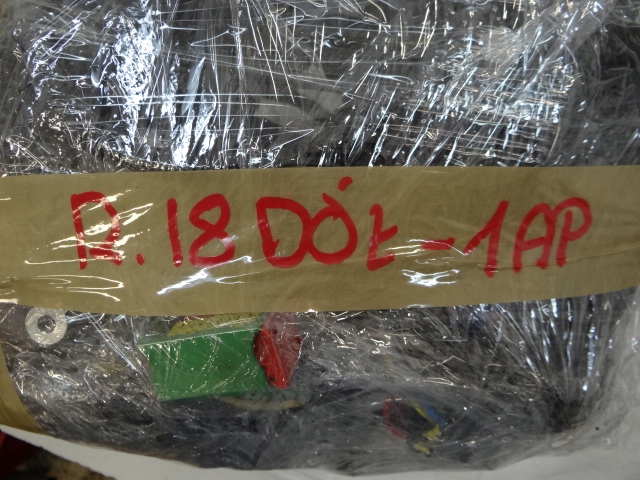 R.18 DÓŁ - 1AP